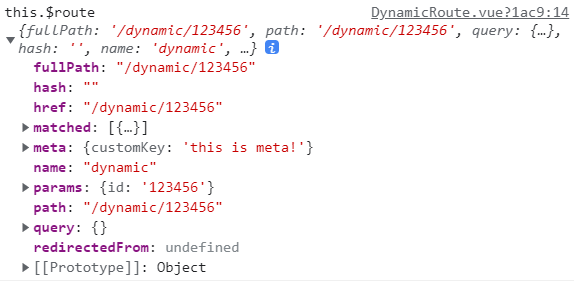 this.$route DynamicRoute.vue?1ac9:14
{fullPath: '/dynamic/123456', path: '/dynamic/123456', query: {…},
hash: '', name: 'dynamic', …} i
fullPath: "/dynamic/123456"
hash: ""
href: "/dynamic/123456"
matched: [{…}]
meta: {customKey: 'this is meta!'}
name: "dynamic"
params: {id: '123456'}
path: "/dynamic/123456"
query: {}
redirectedFrom: undefined
[[Prototype]]: Object